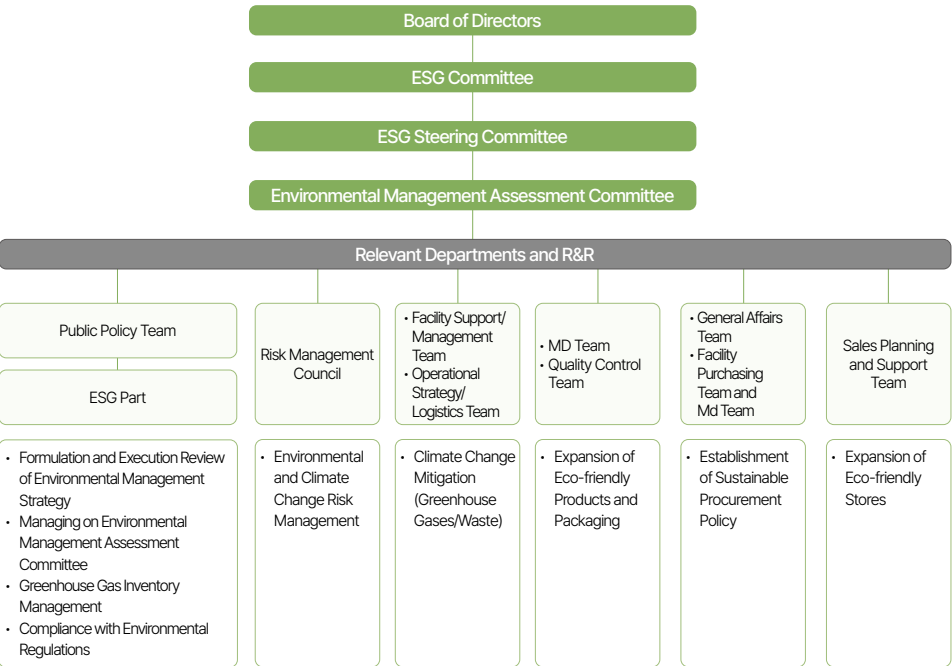 Board of Directors
ESG Committee
ESG Steering Committee
Environmental Management Assessment Committee
Relevant Departments and R&R
Public Policy Team
ESG Part
Risk Management
Council
• Facility Support/
Management
Team
• Operational
Strategy/
Logistics Team
• MD Team
• Quality Control
Team
• General Affairs
Team
• Facility
Purchasing
Team and
Md Team
Sales Planning
and Support
Team
• Formulation and Execution Review
of Environmental Management
Strategy
• Managing on Environmental
Management Assessment
Committee
• Greenhouse Gas Inventory
Management
• Compliance with Environmental
Regulations
• Environmental
and Climate
Change Risk
Management
• Climate Change
Mitigation
(Greenhouse
Gases/Waste)
• Expansion of
Eco-friendly
Products and
Packaging
• Establishment
of Sustainable
Procurement
Policy
• Expansion of
Eco-friendly
Stores